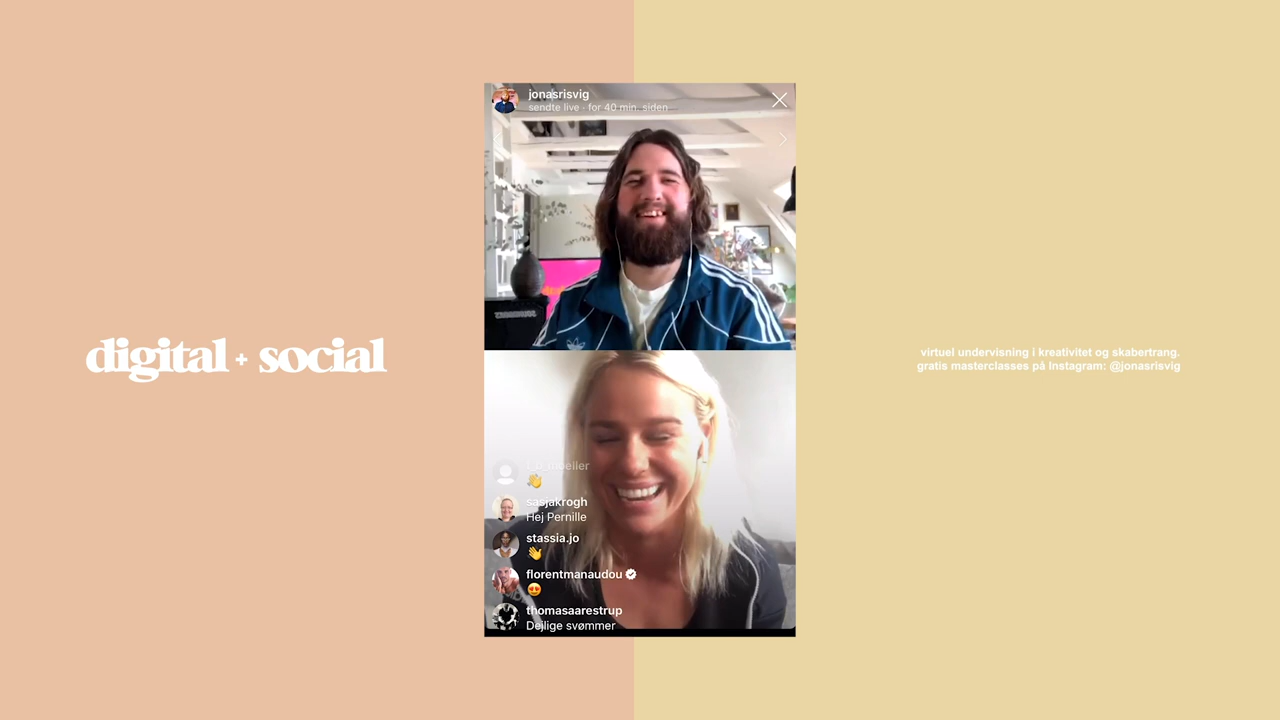 digital + social
jonasrisvig
sendte live · for 40 min. siden
sasjakrogh
Hej Pernille
stassia.jo
florentmanaudou
thomasaarestrup
Dejlige svømmer
virtuel undervisning i kreativitet og skabertrang.
gratis masterclasses på Instagram: @jonasrisvig